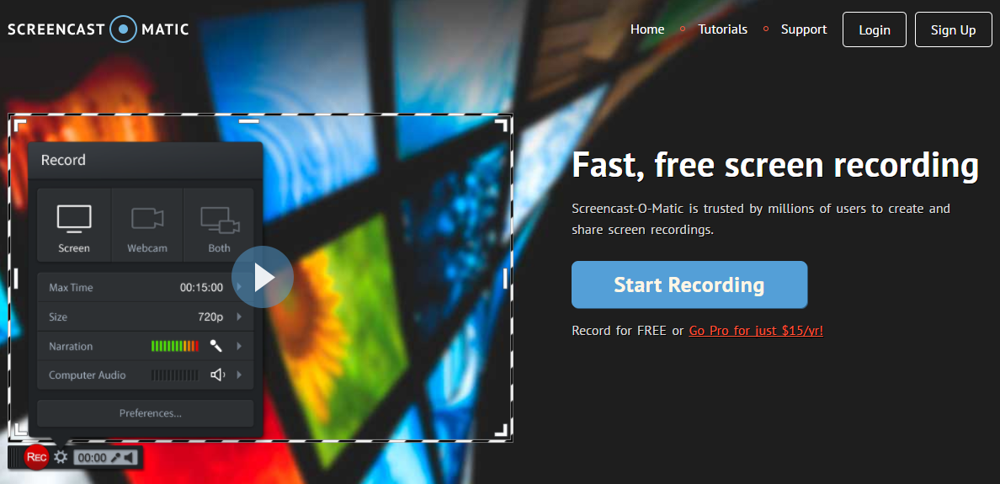 SCREENCAST MATIC
Home Tutorials Support Login Sign Up
Record
Screen Webcam Both
Max Time 00:15:00
Size 720p
Narration
Computer Audio
Preferences...
REC 00:00
Fast, free screen recording
Screencast-O-Matic is trusted by millions of users to create and
share screen recordings.
Start Recording
Record for FREE or Go Pro for just $15/yr!